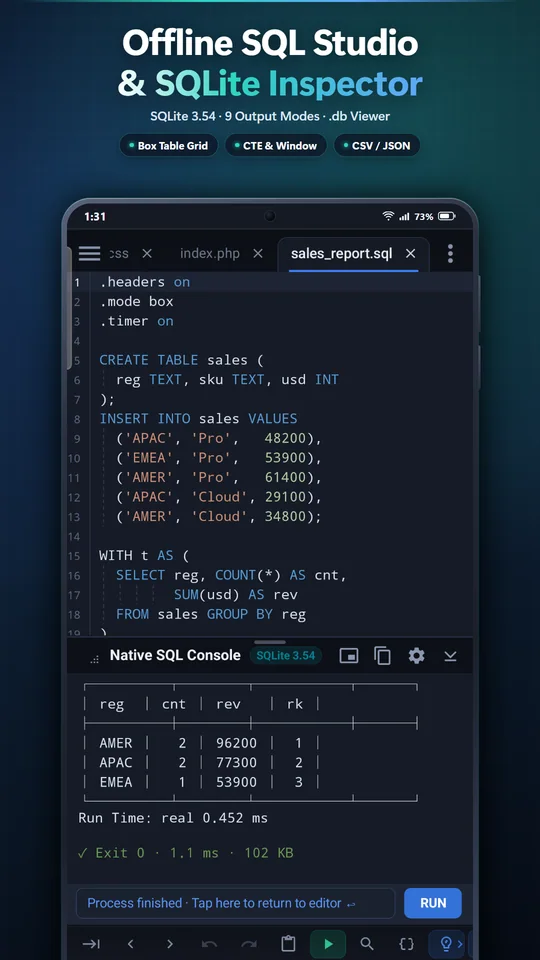 Offline SQL Studio
& SQLite Inspector
SQLite 3.54 · 9 Output Modes · .db Viewer
Box Table Grid
CTE & Window
CSV / JSON
1:31
73%
css
index.php
sales_report.sql
1 .headers on
2 .mode box
3 .timer on
4
5 CREATE TABLE sales (
6 reg TEXT, sku TEXT, usd INT
7 );
8 INSERT INTO sales VALUES
9 ('APAC', 'Pro', 48200),
10 ('EMEA', 'Pro', 53900),
11 ('AMER', 'Pro', 61400),
12 ('APAC', 'Cloud', 29100),
13 ('AMER', 'Cloud', 34800);
14
15 WITH t AS (
16 SELECT reg, COUNT(*) AS cnt,
17 SUM(usd) AS rev
18 FROM sales GROUP BY reg
19 )
Native SQL Console
SQLite 3.54
reg cnt rev rk
AMER 2 96200 1
APAC 2 77300 2
EMEA 1 53900 3
Run Time: real 0.452 ms
✓ Exit 0 · 1.1 ms · 102 KB
Process finished · Tap here to return to editor ↩
RUN